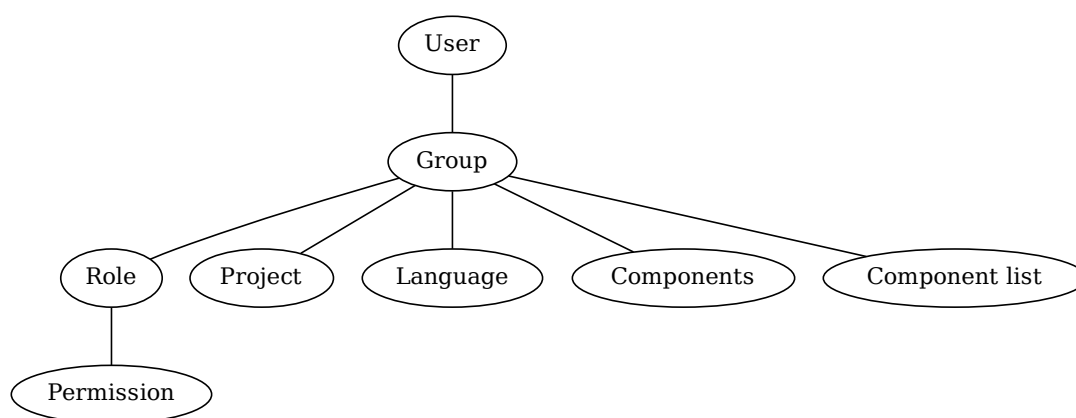 User
Group
Role
Project
Language
Components
Component list
Permission